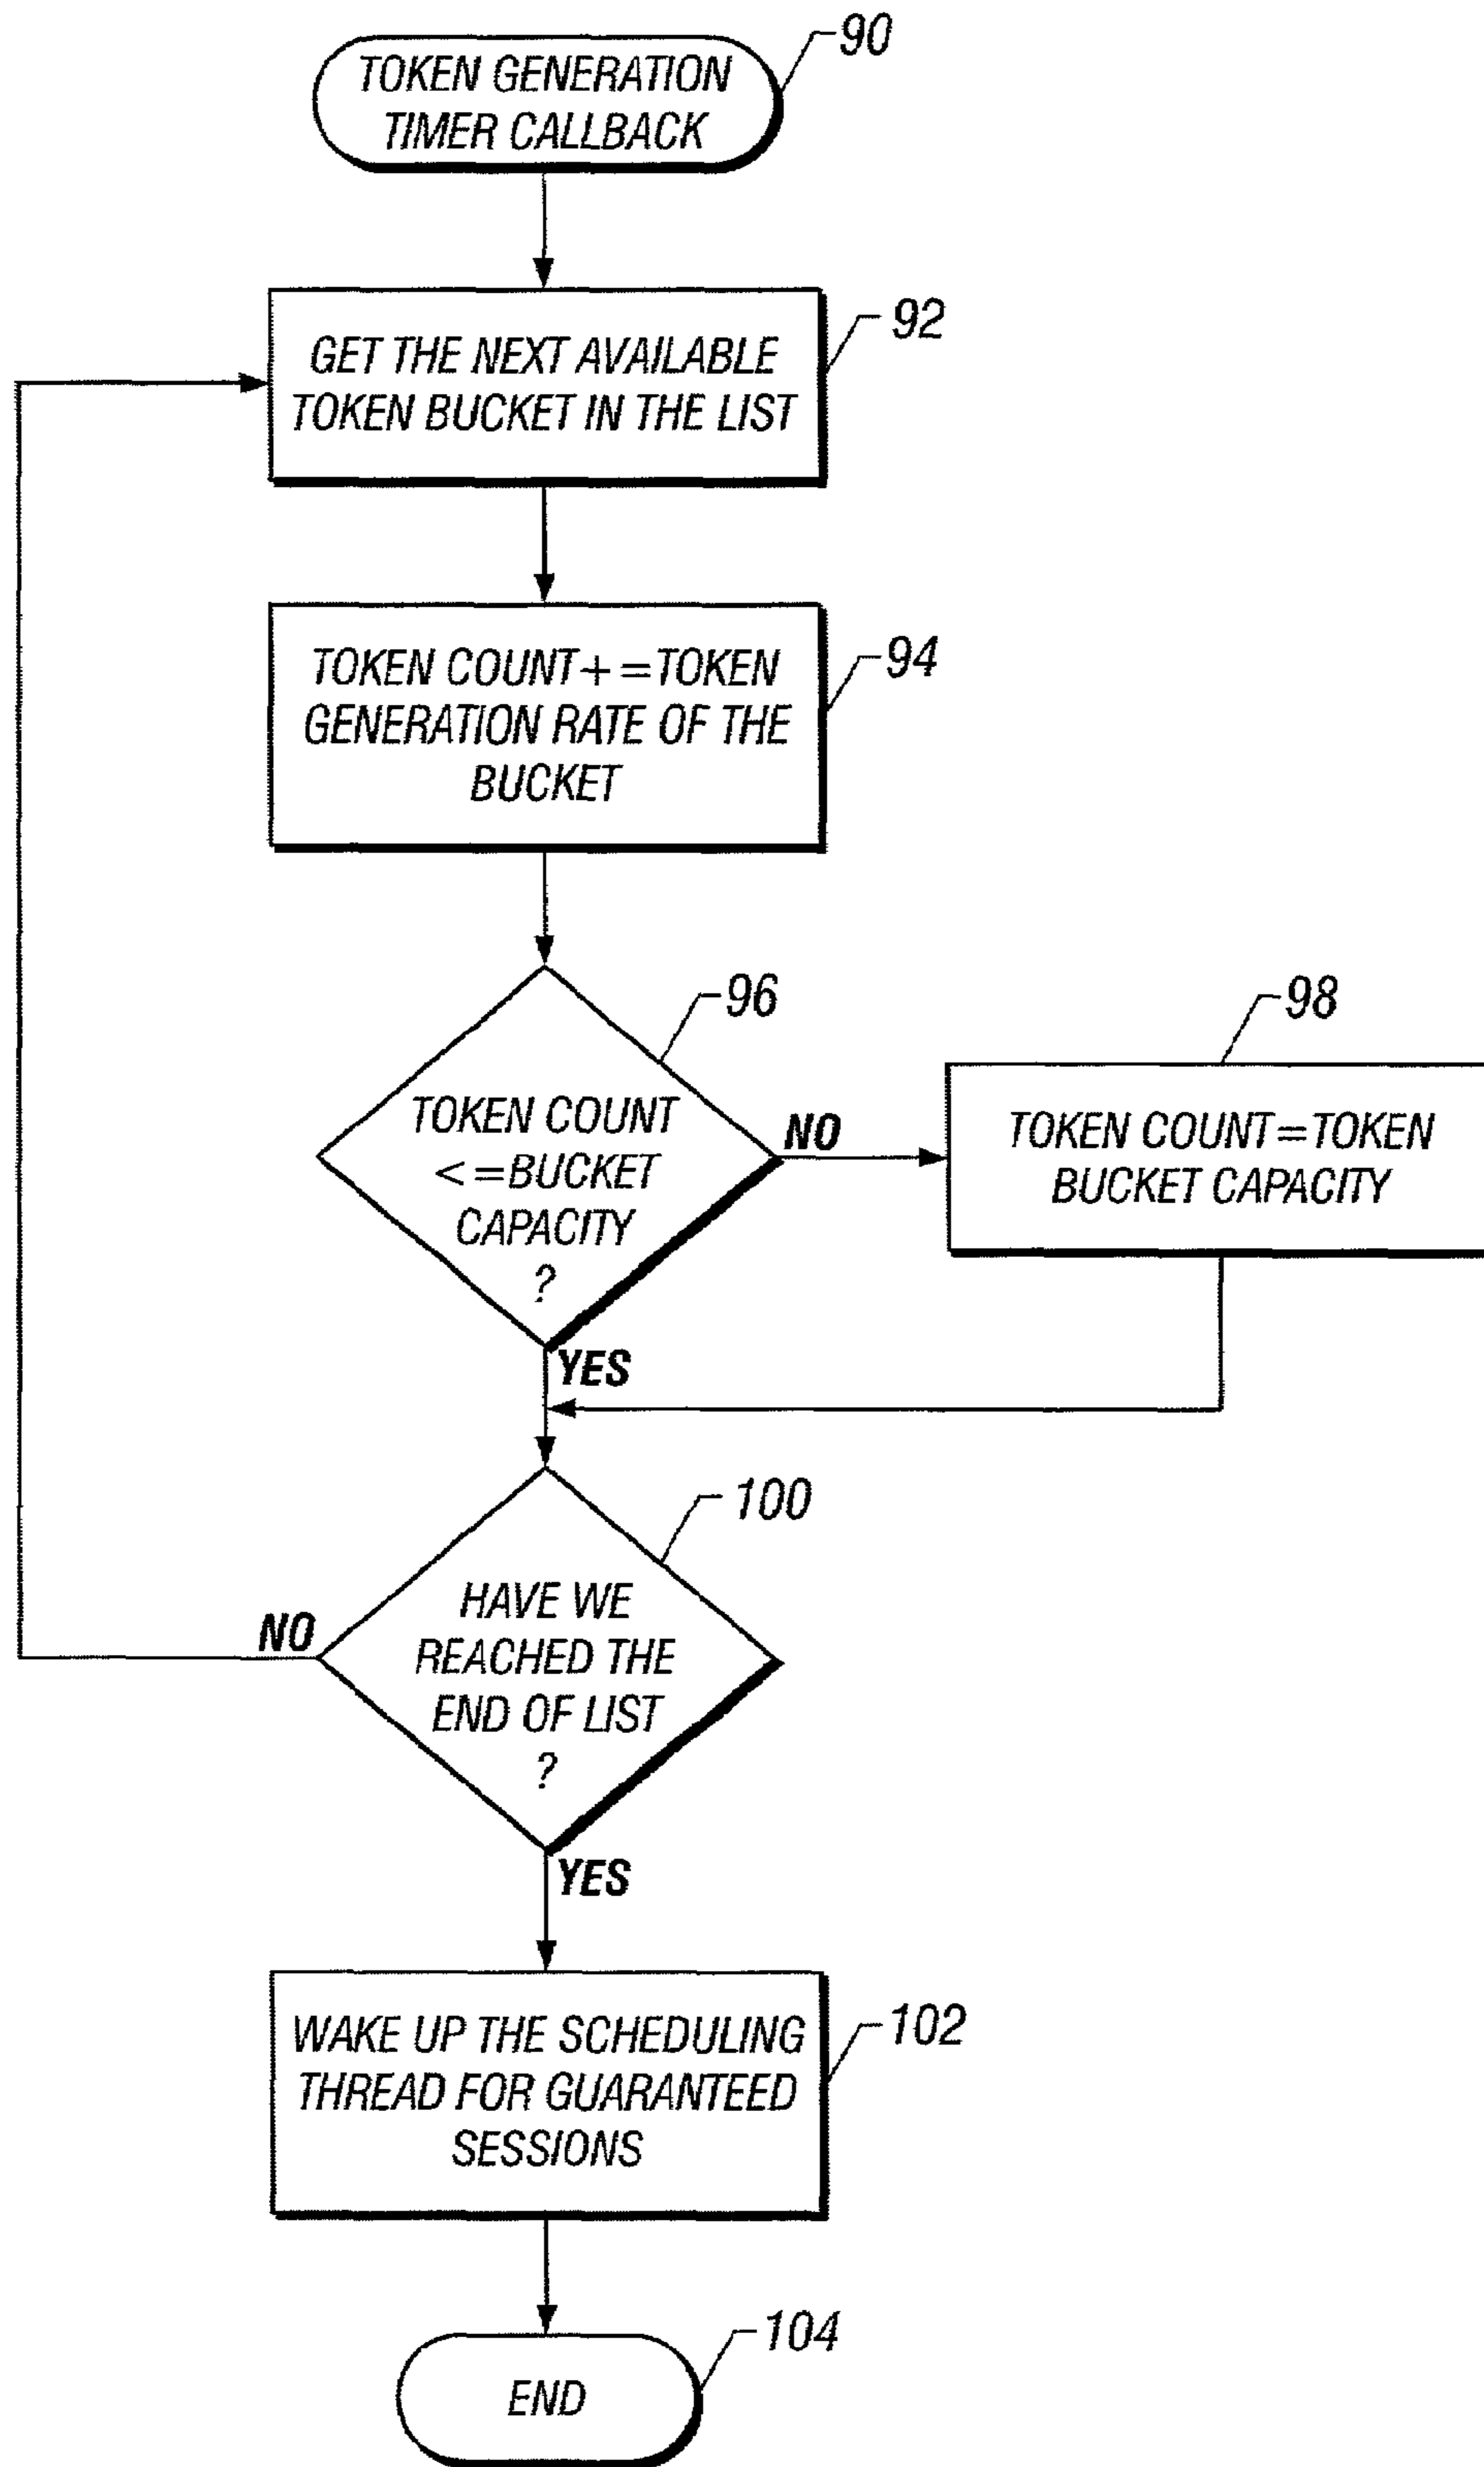 90
TOKEN GENERATION
TIMER CALLBACK
92
GET THE NEXT AVAILABLE
TOKEN BUCKET IN THE LIST
94
TOKEN COUNT+=TOKEN
GENERATION RATE OF THE
BUCKET
96
TOKEN COUNT
<=BUCKET
CAPACITY
?
NO
YES
98
TOKEN COUNT=TOKEN
BUCKET CAPACITY
100
HAVE WE
REACHED THE
END OF LIST
?
NO
YES
102
WAKE UP THE SCHEDULING
THREAD FOR GUARANTEED
SESSIONS
104
END